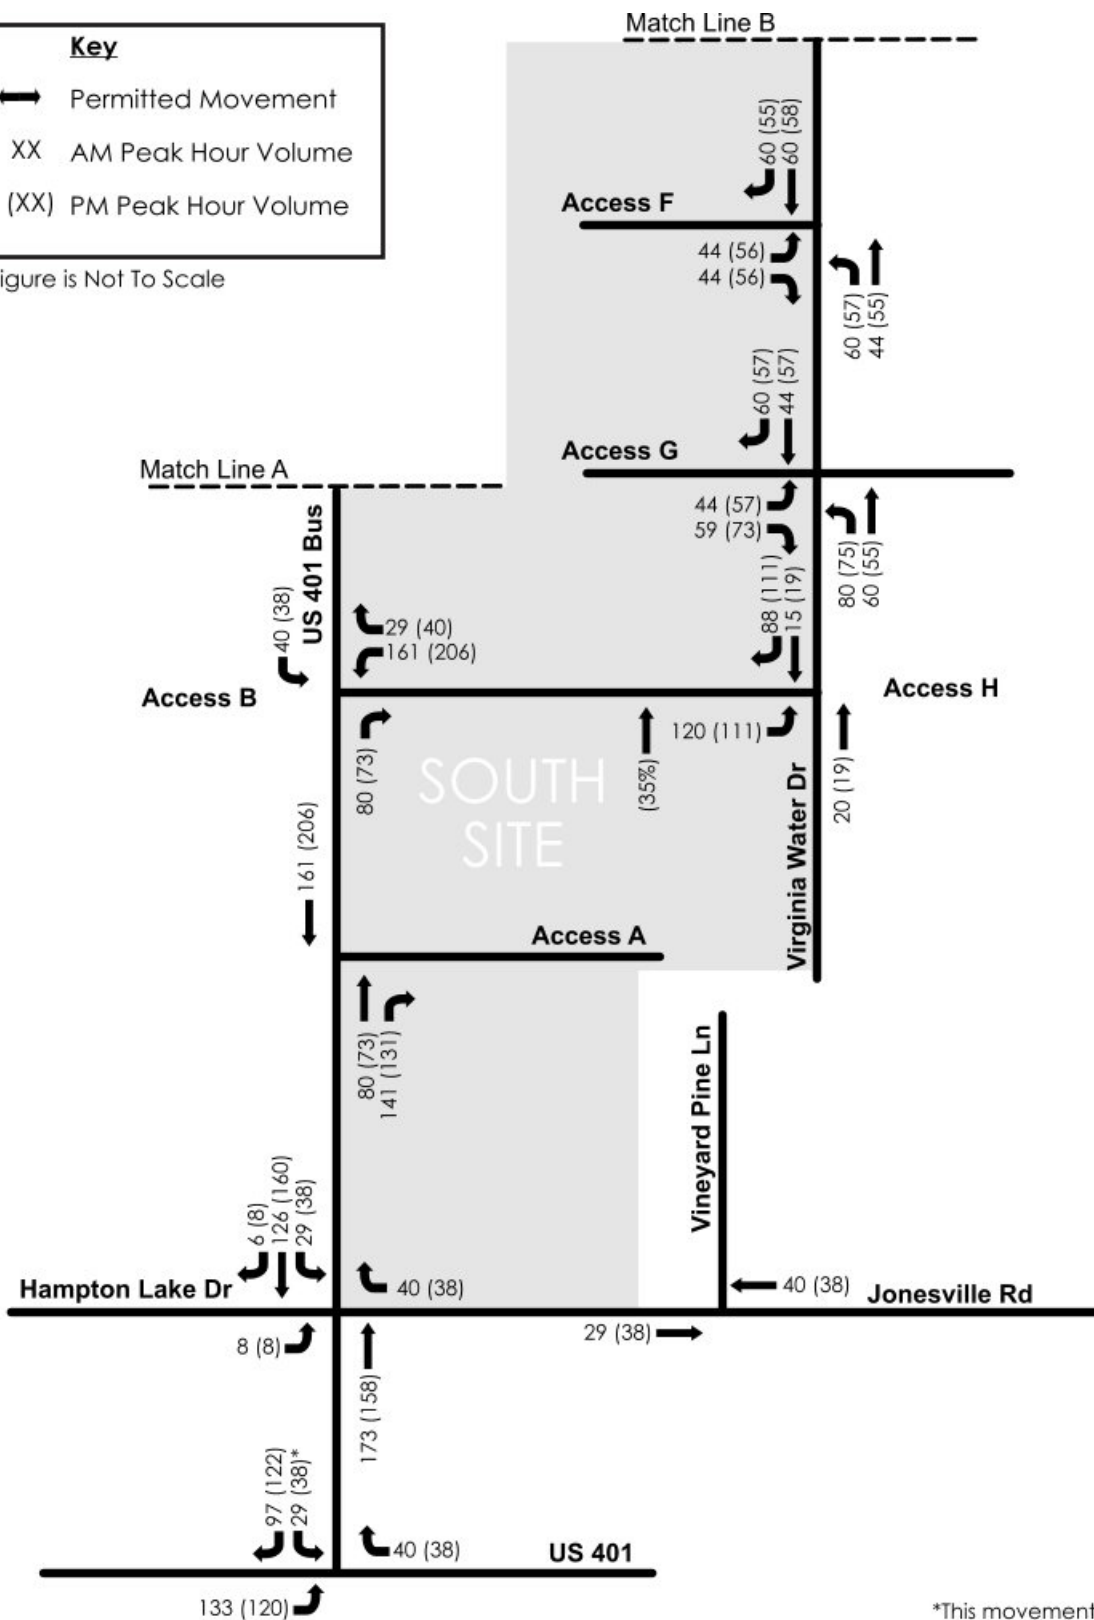 Match Line B
Key
Permitted Movement
XX AM Peak Hour Volume
(XX) PM Peak Hour Volume
igure is Not To Scale
60 (55)
60 (58)
Access F
44 (56)
44 (56)
60 (57)
44 (55)
60 (57)
44 (57)
Access G
Match Line A
44 (57)
59 (73)
80 (75)
60 (55)
US 401 Bus
40 (38)
29 (40)
161 (206)
88 (111)
15 (19)
Access B
Access H
80 (73)
(35%)
120 (111)
20 (19)
SOUTH
SITE
Virginia Water Dr
161 (206)
Access A
80 (73)
141 (131)
Vineyard Pine Ln
6 (8)
126 (160)
29 (38)
Hampton Lake Dr
40 (38)
40 (38)
Jonesville Rd
8 (8)
29 (38)
173 (158)
97 (122)
29 (38)*
40 (38)
US 401
133 (120)
*This movement